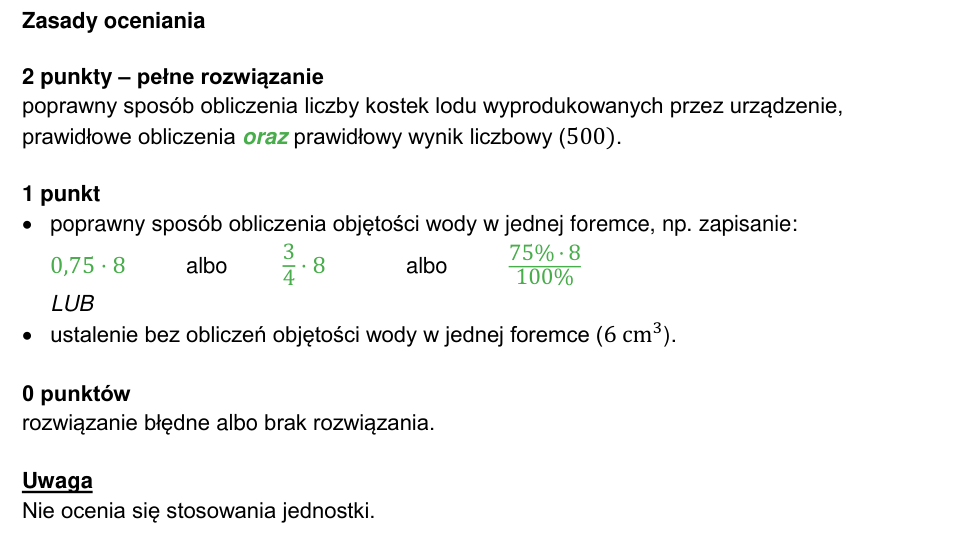 Zasady oceniania
2 punkty – pełne rozwiązanie
poprawny sposób obliczenia liczby kostek lodu wyprodukowanych przez urządzenie,
prawidłowe obliczenia oraz prawidłowy wynik liczbowy (500).
1 punkt
• poprawny sposób obliczenia objętości wody w jednej foremce, np. zapisanie:
0,75 · 8 albo 3/4 · 8 albo 75% · 8/100%
LUB
• ustalenie bez obliczeń objętości wody w jednej foremce (6 cm³).
0 punktów
rozwiązanie błędne albo brak rozwiązania.
Uwaga
Nie ocenia się stosowania jednostki.